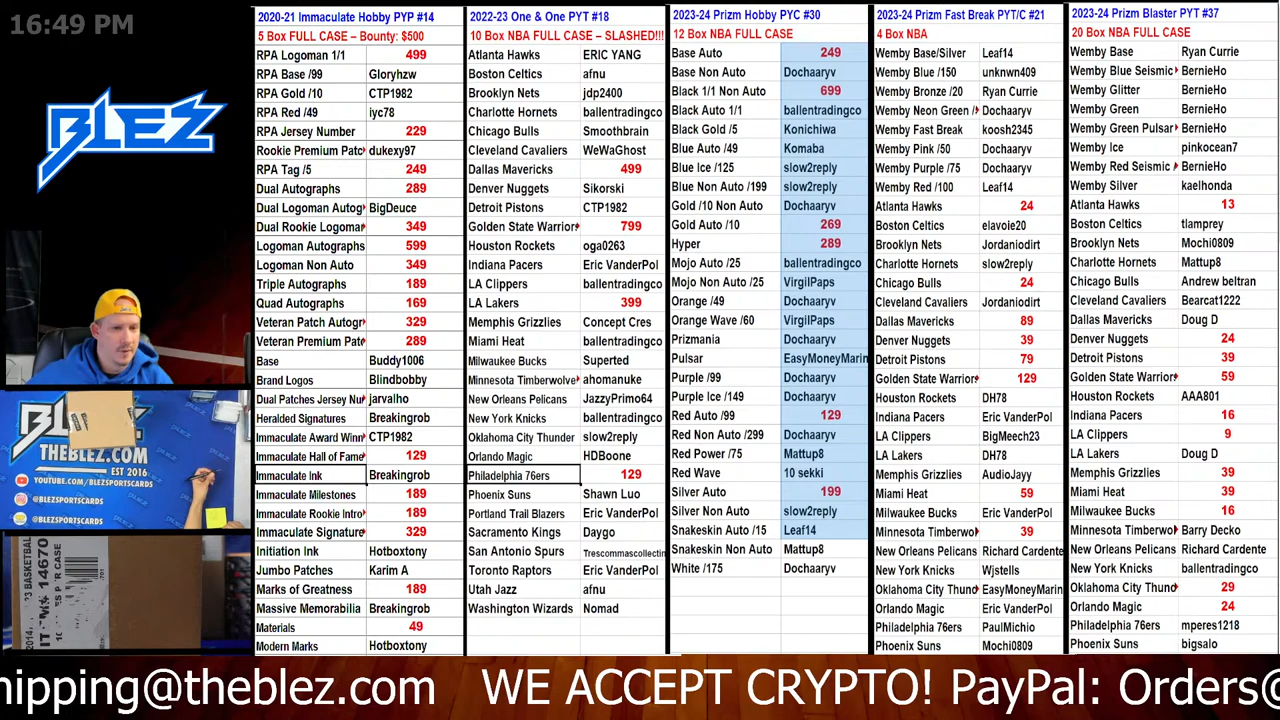 16:49 PM
BLEZ
BLEZ
THEBLEZ.COM
EST 2016
YOUTUBE.COM/BLEZSPORTSCARDS
@BLEZSPORTSCARDS
@BLEZSPORTSCARDS
2020-21 Immaculate Hobby PYP #14
5 Box FULL CASE – Bounty: $500
RPA Logoman 1/1 499
RPA Base /99 Gloryhzw
RPA Gold /10 CTP1982
RPA Red /49 iyc78
RPA Jersey Number 229
Rookie Premium Patc dukexy97
RPA Tag /5 249
Dual Autographs 289
Dual Logoman Autog BigDeuce
Dual Rookie Logoma 349
Logoman Autographs 599
Logoman Non Auto 349
Triple Autographs 189
Quad Autographs 169
Veteran Patch Autogr 329
Veteran Premium Pat 289
Base Buddy1006
Brand Logos Blindbobby
Dual Patches Jersey Nu jarvalho
Heralded Signatures Breakingrob
Immaculate Award Winn CTP1982
Immaculate Hall of Fame 129
Immaculate Ink Breakingrob
Immaculate Milestones 189
Immaculate Rookie Intro 189
Immaculate Signature 329
Initiation Ink Hotboxtony
Jumbo Patches Karim A
Marks of Greatness 189
Massive Memorabilia Breakingrob
Materials 49
Modern Marks Hotboxtony
2022-23 One & One PYT #18
10 Box NBA FULL CASE – SLASHED!!!
Atlanta Hawks ERIC YANG
Boston Celtics afnu
Brooklyn Nets jdp2400
Charlotte Hornets ballentradingco
Chicago Bulls Smoothbrain
Cleveland Cavaliers WeWaGhost
Dallas Mavericks 499
Denver Nuggets Sikorski
Detroit Pistons CTP1982
Golden State Warrior 799
Houston Rockets oga0263
Indiana Pacers Eric VanderPol
LA Clippers ballentradingco
LA Lakers 399
Memphis Grizzlies Concept Cres
Miami Heat ballentradingco
Milwaukee Bucks Superted
Minnesota Timberwolve ahomanuke
New Orleans Pelicans JazzyPrimo64
New York Knicks ballentradingco
Oklahoma City Thunder slow2reply
Orlando Magic HDBoone
Philadelphia 76ers 129
Phoenix Suns Shawn Luo
Portland Trail Blazers Eric VanderPol
Sacramento Kings Daygo
San Antonio Spurs Trescommascollectin
Toronto Raptors Eric VanderPol
Utah Jazz afnu
Washington Wizards Nomad
2023-24 Prizm Hobby PYC #30
12 Box NBA FULL CASE
Base Auto 249
Base Non Auto Dochaaryv
Black 1/1 Non Auto 699
Black Auto 1/1 ballentradingco
Black Gold /5 Konichiwa
Blue Auto /49 Komaba
Blue Ice /125 slow2reply
Blue Non Auto /199 slow2reply
Gold /10 Non Auto Dochaaryv
Gold Auto /10 269
Hyper 289
Mojo Auto /25 ballentradingco
Mojo Non Auto /25 VirgilPaps
Orange /49 Dochaaryv
Orange Wave /60 VirgilPaps
Prizmania Dochaaryv
Pulsar EasyMoneyMarin
Purple /99 Dochaaryv
Purple Ice /149 Dochaaryv
Red Auto /99 129
Red Non Auto /299 Dochaaryv
Red Power /75 Mattup8
Red Wave 10 sekki
Silver Auto 199
Silver Non Auto slow2reply
Snakeskin Auto /15 Leaf14
Snakeskin Non Auto Mattup8
White /175 Dochaaryv
2023-24 Prizm Fast Break PYT/C #21
4 Box NBA
Wemby Base/Silver Leaf14
Wemby Blue /150 unknwn409
Wemby Bronze /20 Ryan Currie
Wemby Neon Green / Dochaaryv
Wemby Fast Break koosh2345
Wemby Pink /50 Dochaaryv
Wemby Purple /75 Dochaaryv
Wemby Red /100 Leaf14
Atlanta Hawks 24
Boston Celtics elavoie20
Brooklyn Nets Jordaniodirt
Charlotte Hornets slow2reply
Chicago Bulls 24
Cleveland Cavaliers Jordaniodirt
Dallas Mavericks 89
Denver Nuggets 39
Detroit Pistons 79
Golden State Warrior 129
Houston Rockets DH78
Indiana Pacers Eric VanderPol
LA Clippers BigMeech23
LA Lakers DH78
Memphis Grizzlies AudioJayy
Miami Heat 59
Milwaukee Bucks Eric VanderPol
Minnesota Timberwo 39
New Orleans Pelicans Richard Cardente
New York Knicks Wjstells
Oklahoma City Thund EasyMoneyMarin
Orlando Magic Eric VanderPol
Philadelphia 76ers PaulMichio
Phoenix Suns Mochi0809
2023-24 Prizm Blaster PYT #37
20 Box NBA FULL CASE
Wemby Base Ryan Currie
Wemby Blue Seismic BernieHo
Wemby Glitter BernieHo
Wemby Green BernieHo
Wemby Green Pulsar BernieHo
Wemby Ice pinkocean7
Wemby Red Seismic BernieHo
Wemby Silver kaelhonda
Atlanta Hawks 13
Boston Celtics tlamprey
Brooklyn Nets Mochi0809
Charlotte Hornets Mattup8
Chicago Bulls Andrew beltran
Cleveland Cavaliers Bearcat1222
Dallas Mavericks Doug D
Denver Nuggets 24
Detroit Pistons 39
Golden State Warrior 59
Houston Rockets AAA801
Indiana Pacers 16
LA Clippers 9
LA Lakers Doug D
Memphis Grizzlies 39
Miami Heat 39
Milwaukee Bucks 16
Minnesota Timberwo Barry Decko
New Orleans Pelicans Richard Cardente
New York Knicks ballentradingco
Oklahoma City Thun 29
Orlando Magic 24
Philadelphia 76ers mperes1218
Phoenix Suns bigsalo
hipping@theblez.com WE ACCEPT CRYPTO! PayPal: Orders@